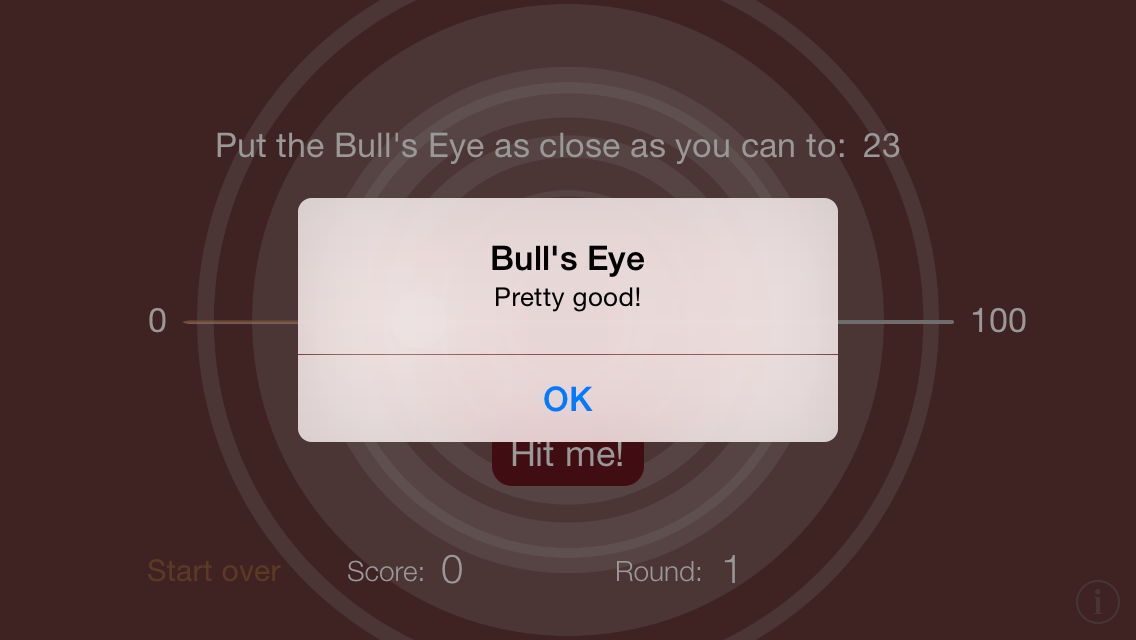 Put the Bull's Eye as close as you can to: 23
Bull's Eye
Pretty good!
0 100
OK
Hit me!
Start over Score: 0 Round: 1
i